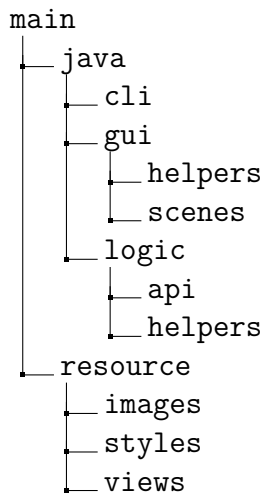 main
java
cli
gui
helpers
scenes
logic
api
helpers
resource
images
styles
views